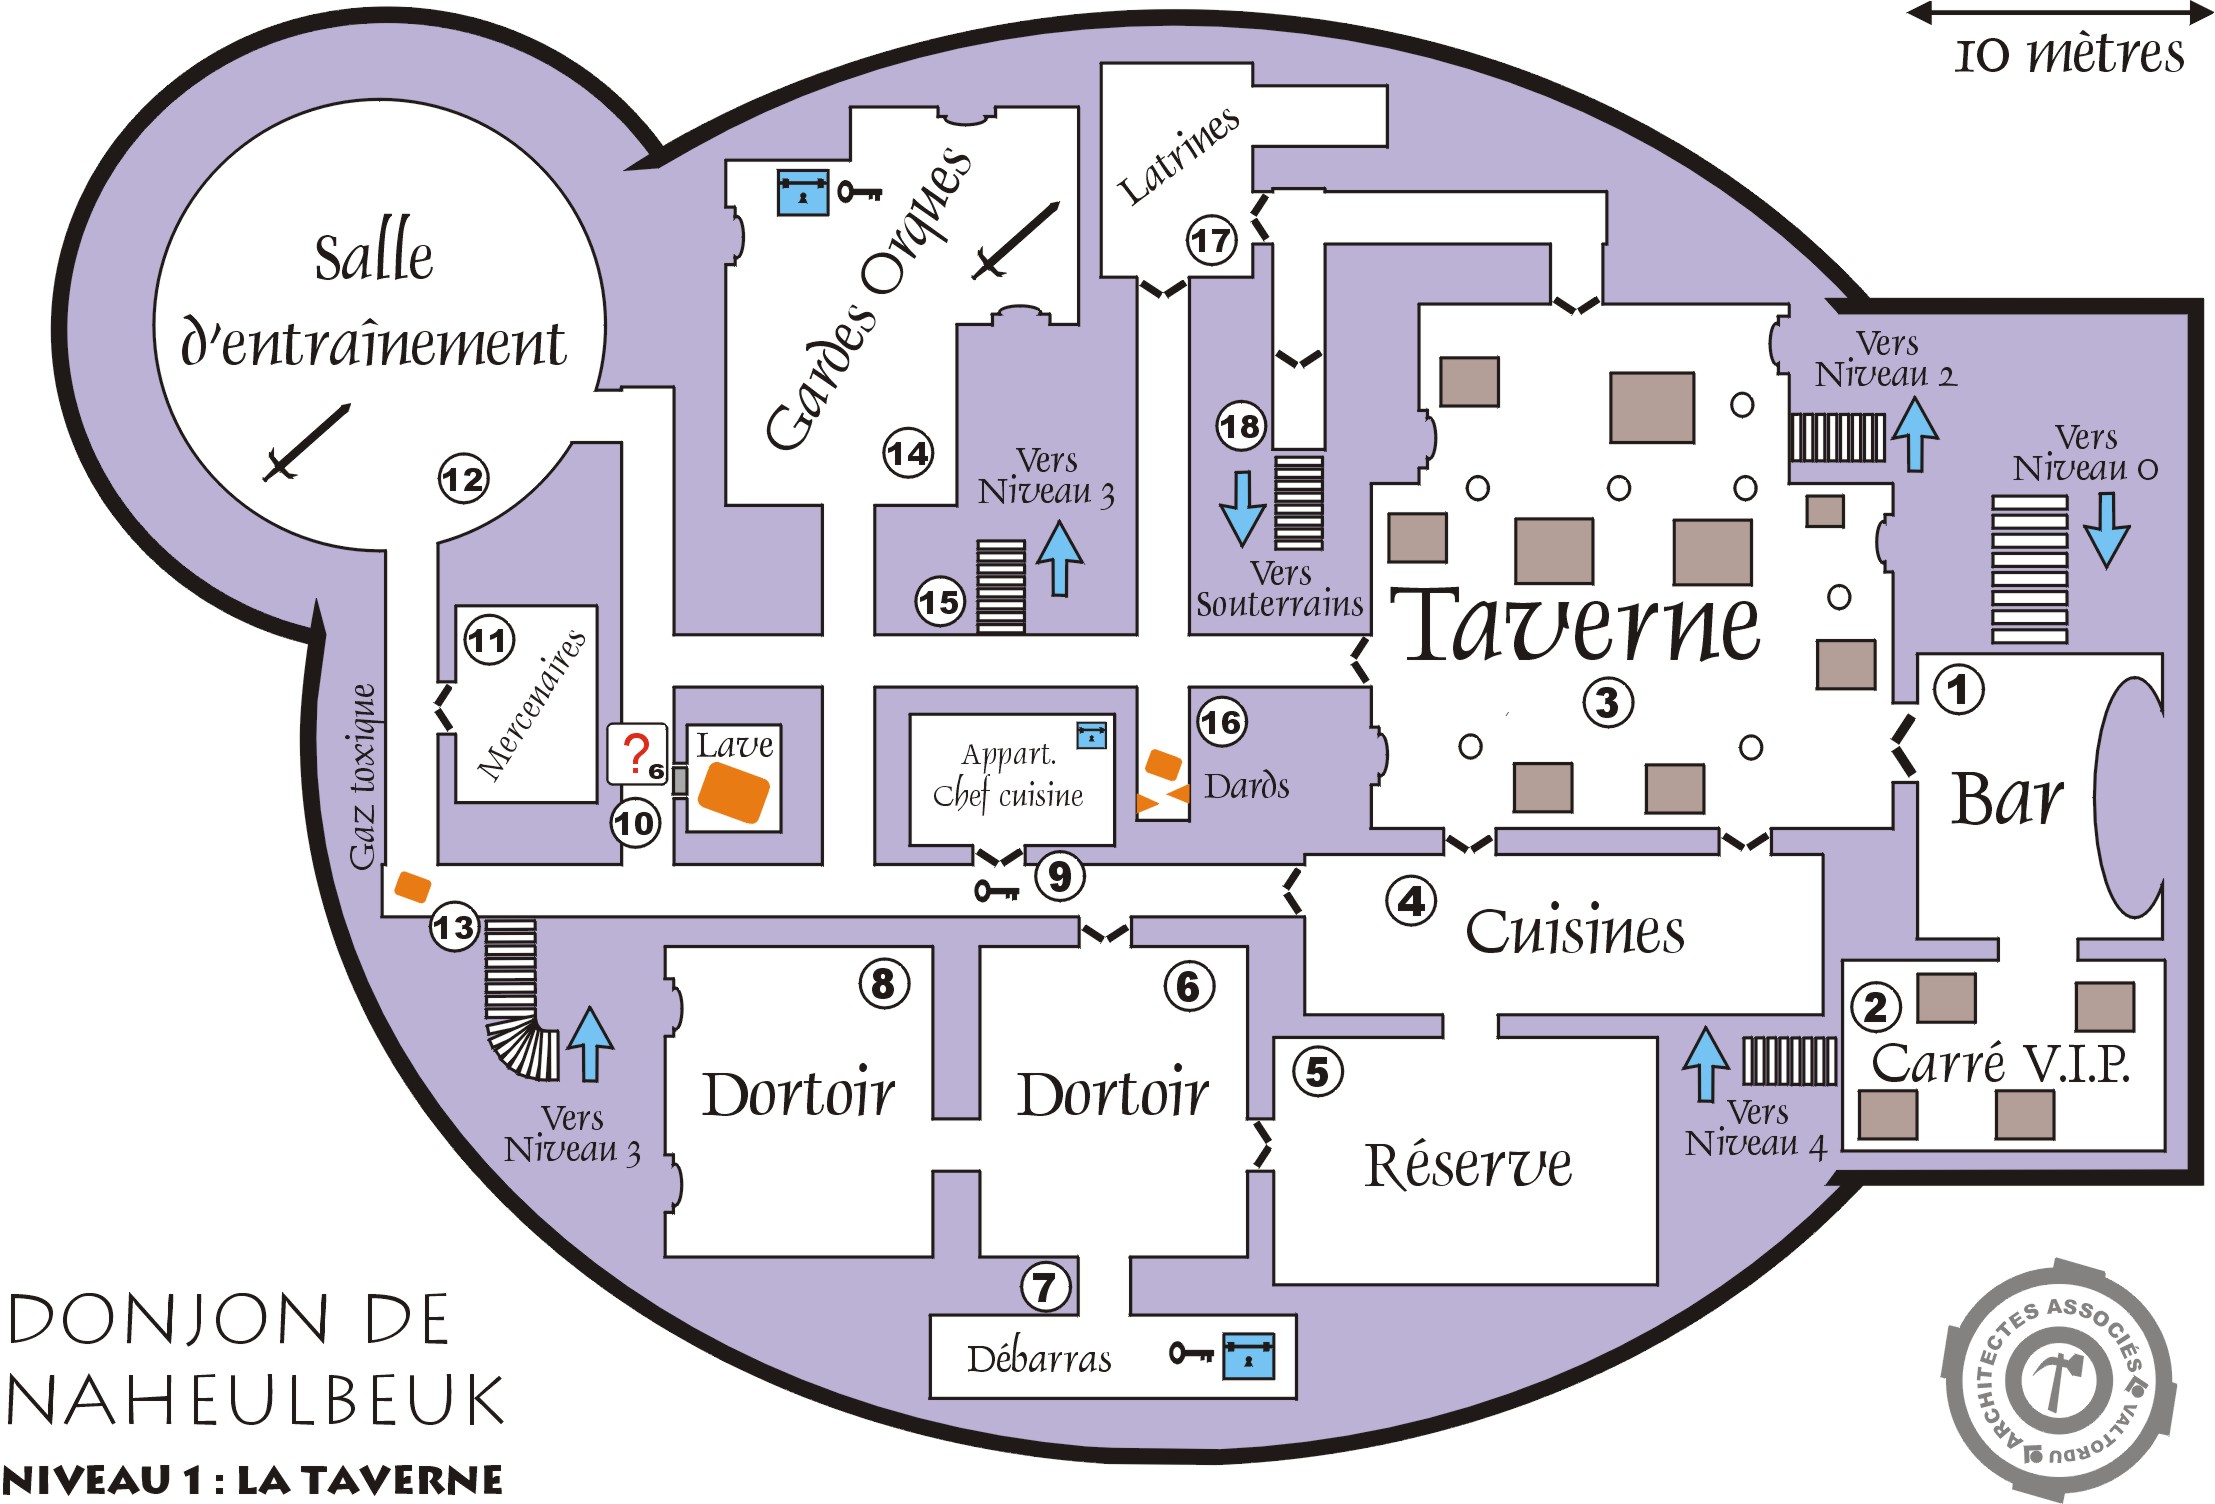 10 mètres
Latrines
17
Salle
d'entraînement
12
Gardes Orques
14
Vers
Niveau 2
Vers
Niveau 0
18
Vers
Niveau 3
15
Vers
Souterrains
Taverne
3
1
Bar
11
Mercenaires
Gaz toxique
?6
10
Lave
Appart.
Chef cuisine
16
Dards
9
4
Cuisines
13
8
Dortoir
6
Dortoir
5
Réserve
2
Carré V.I.P.
Vers
Niveau 3
Vers
Niveau 4
7
Débarras
DONJON DE
NAHEULBEUK
NIVEAU 1 : LA TAVERNE
ARCHITECTES ASSOCIÉS
VALTORDU